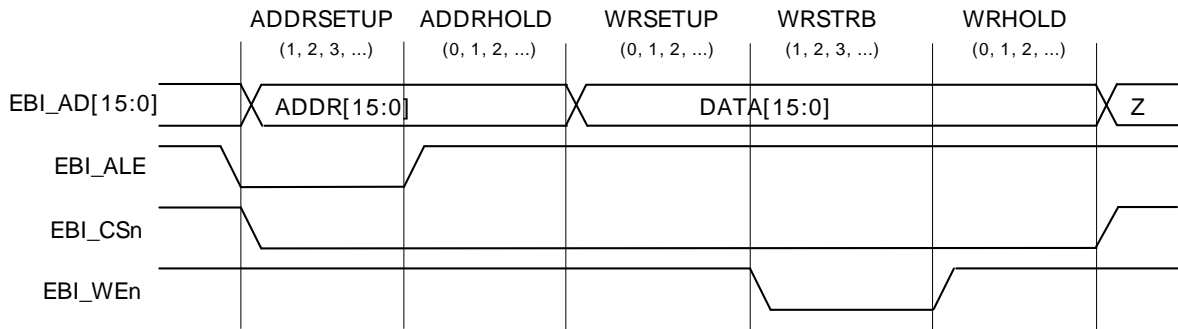 ADDRSETUP ADDRHOLD WRSETUP WRSTRB WRHOLD
(1, 2, 3, ...) (0, 1, 2, ...) (0, 1, 2, ...) (1, 2, 3, ...) (0, 1, 2, ...)
EBI_AD[15:0] ADDR[15:0] DATA[15:0] Z
EBI_ALE
EBI_CSn
EBI_WEn